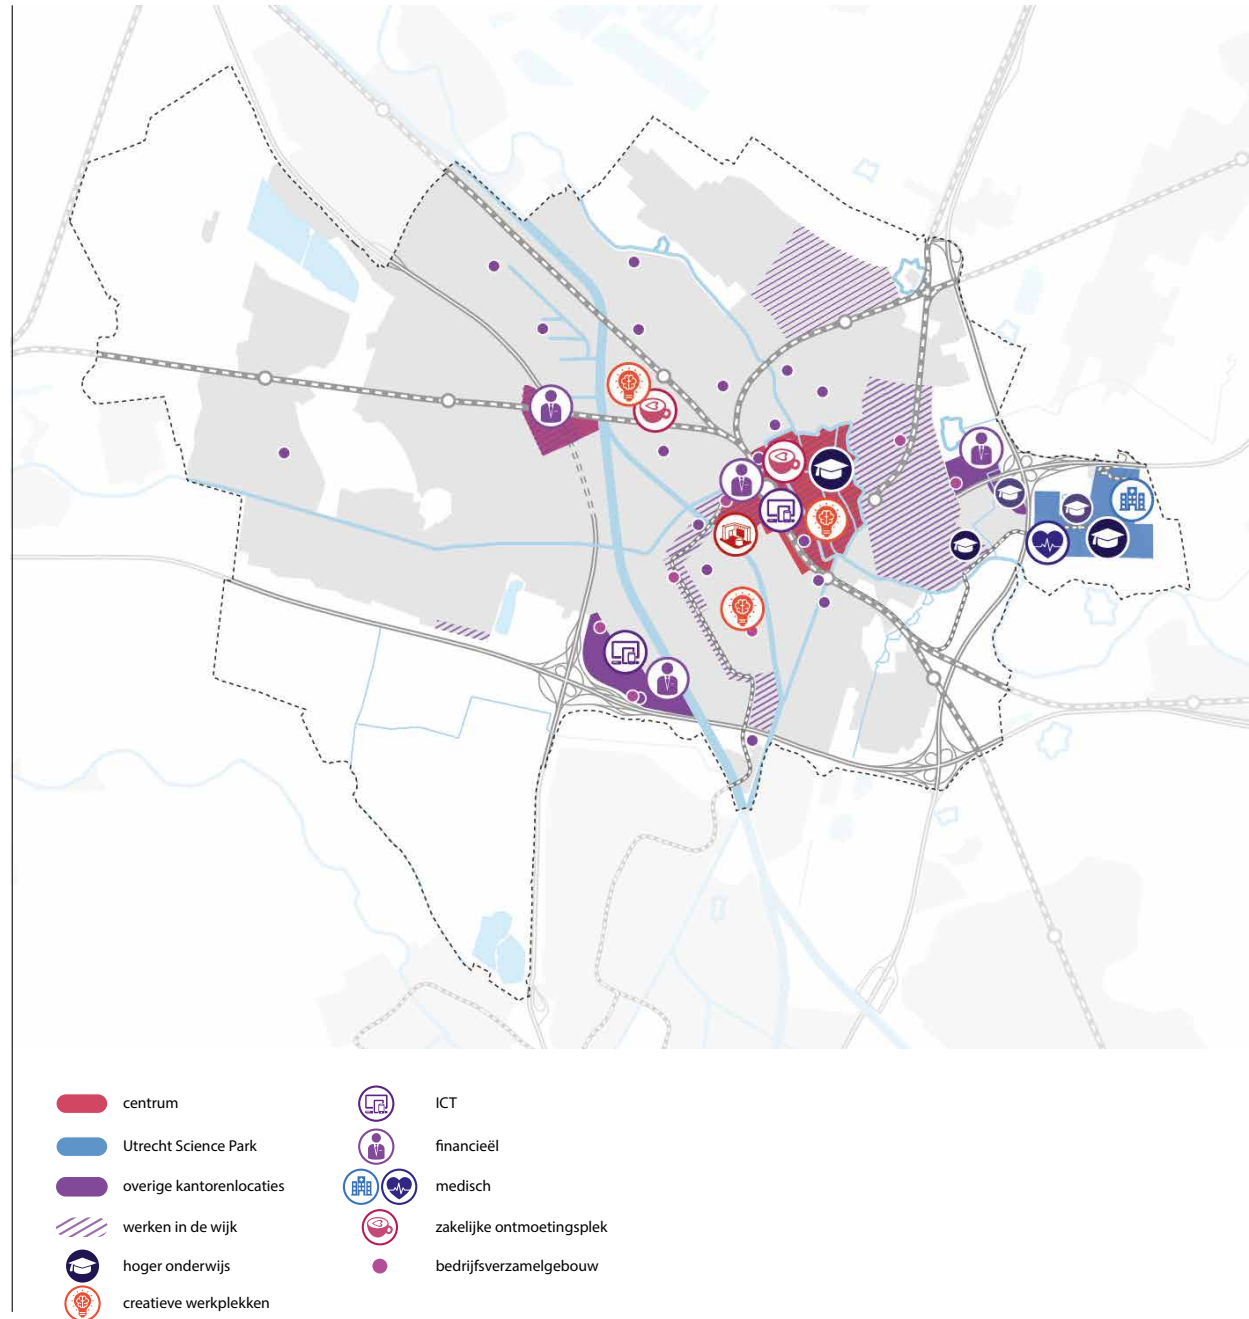 centrum
Utrecht Science Park
overige kantorenlocaties
werken in de wijk
hoger onderwijs
creatieve werkplekken
ICT
financieël
medisch
zakelijke ontmoetingsplek
bedrijfsverzamelgebouw